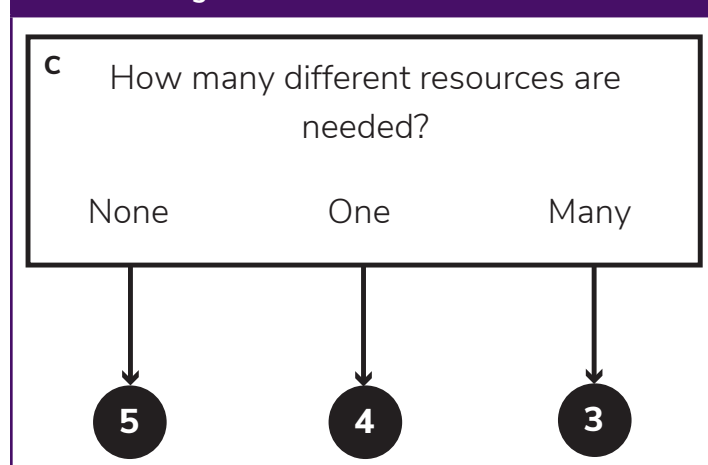 C
How many different resources are
needed?
None One Many
5 4 3